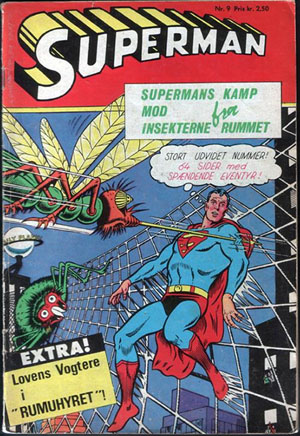 Nr. 9 Pris kr. 2,50
SUPERMAN
SUPERMANS KAMP
MOD fra
INSEKTERNE RUMMET
STORT UDVIDET NUMMER!
64 SIDER med
SPÆNDENDE EVENTYR!
EXTRA!
Lovens Vogtere
i
"RUMUHYRET"!